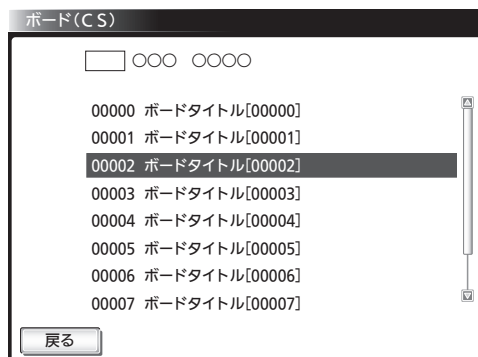 ボード（CS）
○○○ ○○○○
00000 ボードタイトル[00000]
00001 ボードタイトル[00001]
00002 ボードタイトル[00002]
00003 ボードタイトル[00003]
00004 ボードタイトル[00004]
00005 ボードタイトル[00005]
00006 ボードタイトル[00006]
00007 ボードタイトル[00007]
戻る